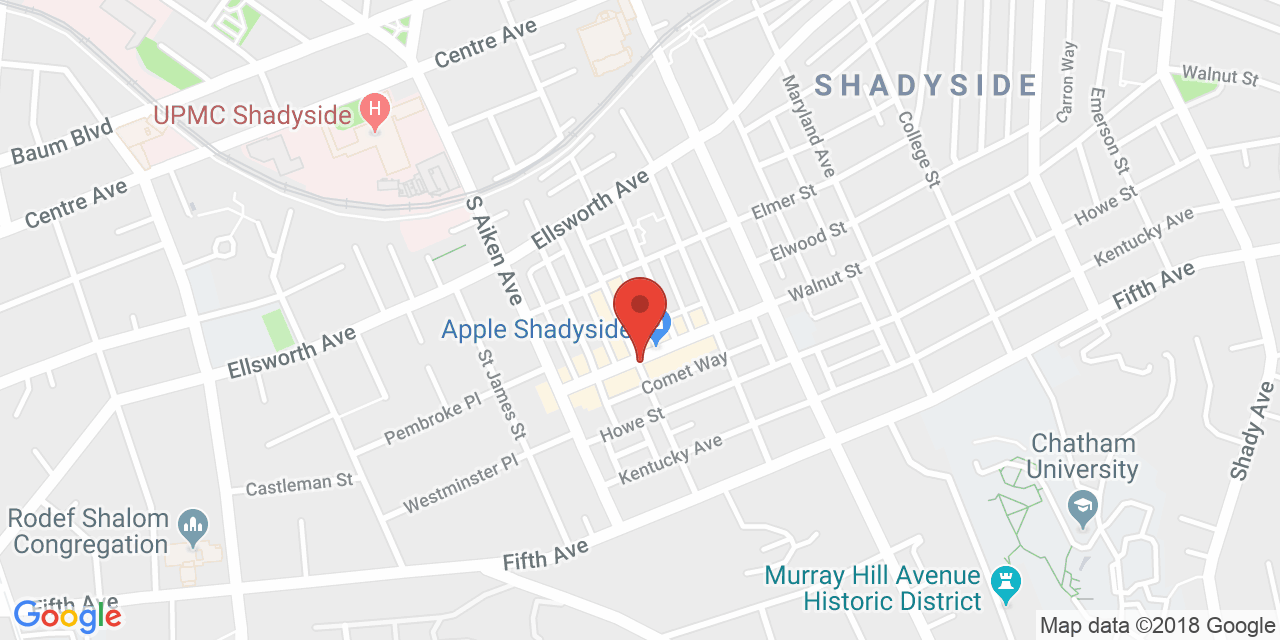 Centre Ave
SHADYSIDE
Walnut St
Carron Way
Maryland Ave
Emerson St
College St
UPMC Shadyside
H
Baum Blvd
Centre Ave
S Aiken Ave
Ellsworth Ave
Elmer St
Elwood St
Howe St
Kentucky Ave
Fifth Ave
Walnut St
Apple Shadyside
Ellsworth Ave
St James St
Comet Way
Pembroke Pl
Howe St
Kentucky Ave
Westminster Pl
Castleman St
Shady Ave
Chatham
University
Rodef Shalom
Congregation
Fifth Ave
Murray Hill Avenue
Historic District
Fifth Ave
Google
Map data ©2018 Google